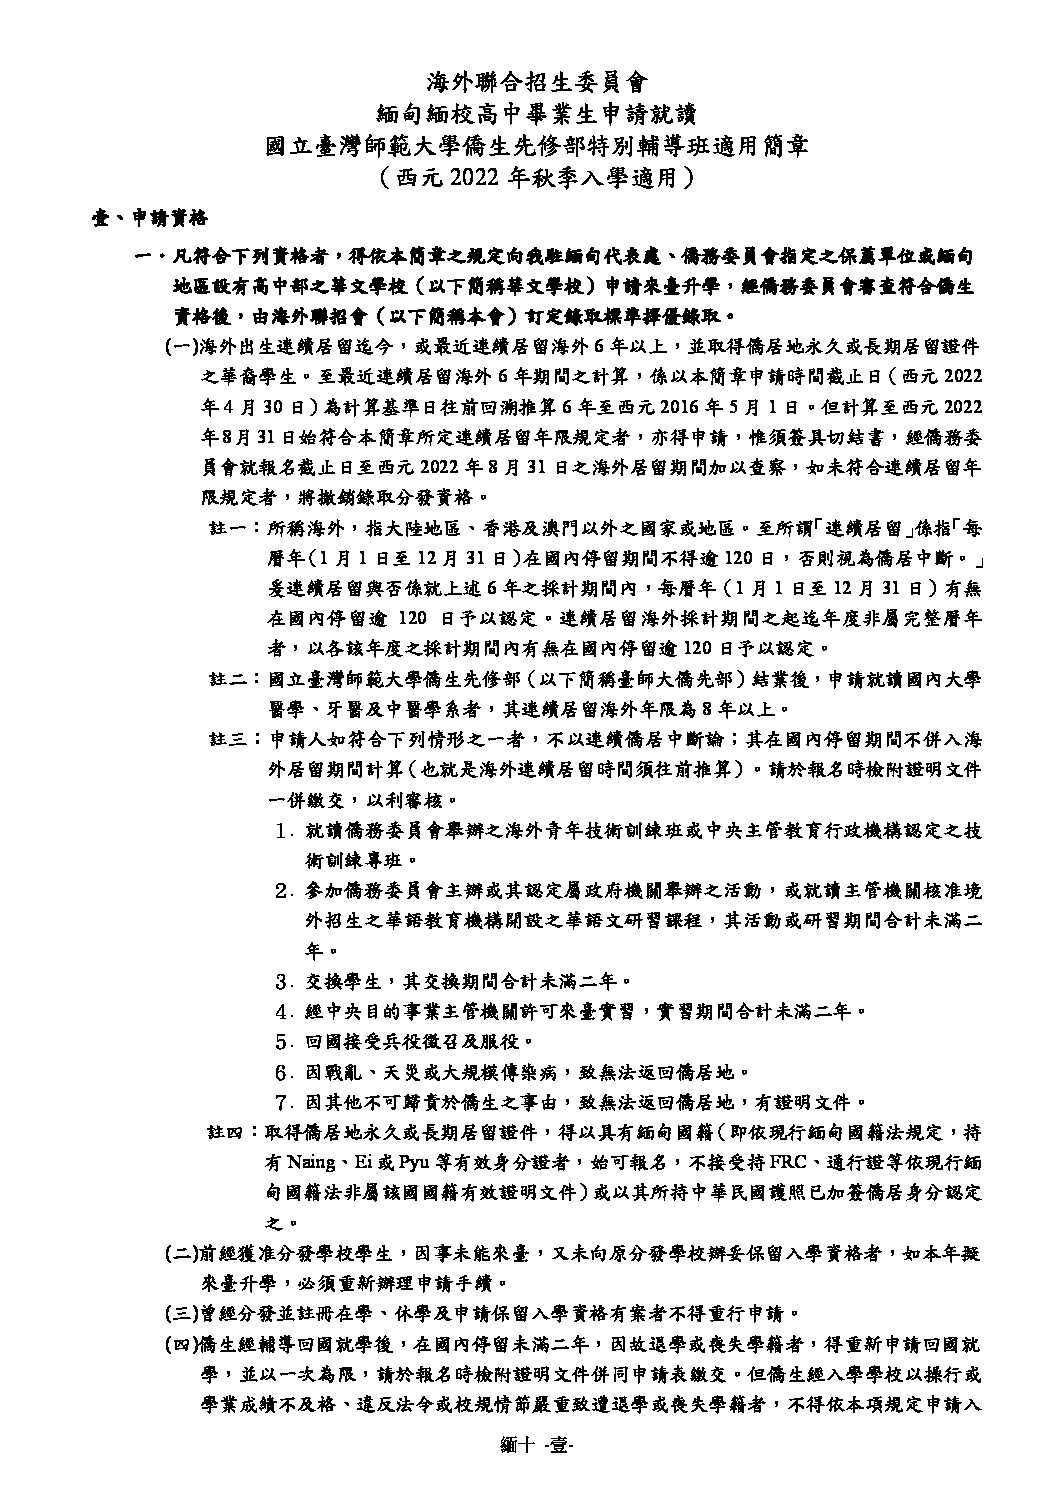 海外聯合招生委員會
緬甸緬校高中畢業生申請就讀
國立臺灣師範大學僑生先修部特別輔導班適用簡章
（西元 2022 年秋季入學適用）
壹、申請資格
一．凡符合下列資格者，得依本簡章之規定向我駐緬甸代表處、僑務委員會指定之保薦單位或緬甸
地區設有高中部之華文學校（以下簡稱華文學校）申請來臺升學，經僑務委員會審查符合僑生
資格後，由海外聯招會（以下簡稱本會）訂定錄取標準擇優錄取。
(一)海外出生連續居留迄今，或最近連續居留海外 6 年以上，並取得僑居地永久或長期居留證件
之華裔學生。至最近連續居留海外 6 年期間之計算，係以本簡章申請時間截止日（西元 2022
年 4 月 30 日）為計算基準日往前回溯推算 6 年至西元 2016 年 5 月 1 日。但計算至西元 2022
年 8 月 31 日始符合本簡章所定連續居留年限規定者，亦得申請，惟須簽具切結書，經僑務委
員會就報名截止日至西元 2022 年 8 月 31 日之海外居留期間加以查察，如未符合連續居留年
限規定者，將撤銷錄取分發資格。
註一：所稱海外，指大陸地區、香港及澳門以外之國家或地區。至所謂「連續居留」係指「每
曆年（1 月 1 日至 12 月 31 日）在國內停留期間不得逾 120 日，否則視為僑居中斷。」
爰連續居留與否係就上述 6 年之採計期間內，每曆年（1 月 1 日至 12 月 31 日）有無
在國內停留逾 120 日予以認定。連續居留海外採計期間之起迄年度非屬完整曆年
者，以各該年度之採計期間內有無在國內停留逾 120 日予以認定。
註二：國立臺灣師範大學僑生先修部（以下簡稱臺師大僑先部）結業後，申請就讀國內大學
醫學、牙醫及中醫學系者，其連續居留海外年限為 8 年以上。
註三：申請人如符合下列情形之一者，不以連續僑居中斷論；其在國內停留期間不併入海
外居留期間計算（也就是海外連續居留時間須往前推算）。請於報名時檢附證明文件
一併繳交，以利審核。
1. 就讀僑務委員會舉辦之海外青年技術訓練班或中央主管教育行政機構認定之技
術訓練專班。
2. 參加僑務委員會主辦或其認定屬政府機關舉辦之活動，或就讀主管機關核准境
外招生之華語教育機構開設之華語文研習課程，其活動或研習期間合計未滿二
年。
3. 交換學生，其交換期間合計未滿二年。
4. 經中央目的事業主管機關許可來臺實習，實習期間合計未滿二年。
5. 回國接受兵役徵召及服役。
6. 因戰亂、天災或大規模傳染病，致無法返回僑居地。
7. 因其他不可歸責於僑生之事由，致無法返回僑居地，有證明文件。
註四：取得僑居地永久或長期居留證件，得以具有緬甸國籍（即依現行緬甸國籍法規定，持
有 Naing、Ei 或 Pyu 等有效身分證者，始可報名，不接受持 FRC、通行證等依現行緬
甸國籍法非屬該國國籍有效證明文件）或以其所持中華民國護照已加簽僑居身分認定
之。
(二)前經獲准分發學校學生，因事未能來臺，又未向原分發學校辦妥保留入學資格者，如本年擬
來臺升學，必須重新辦理申請手續。
(三)曾經分發並註冊在學、休學及申請保留入學資格有案者不得重行申請。
(四)僑生經輔導回國就學後，在國內停留未滿二年，因故退學或喪失學籍者，得重新申請回國就
學，並以一次為限，請於報名時檢附證明文件併同申請表繳交。但僑生經入學學校以操行或
學業成績不及格、違反法令或校規情節嚴重致遭退學或喪失學籍者，不得依本項規定申請入
緬十 -壹-